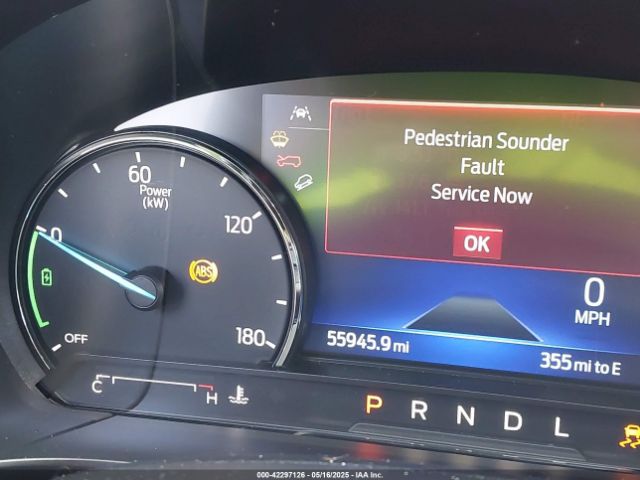 Pedestrian Sounder
Fault
Service Now
OK
60
Power
(kW)
0
120
ABS
180
OFF
0
MPH
55945.9 mi
355 mi to E
C
H
P R N D L
000-42297126 - 05/16/2025 - IAA Inc.